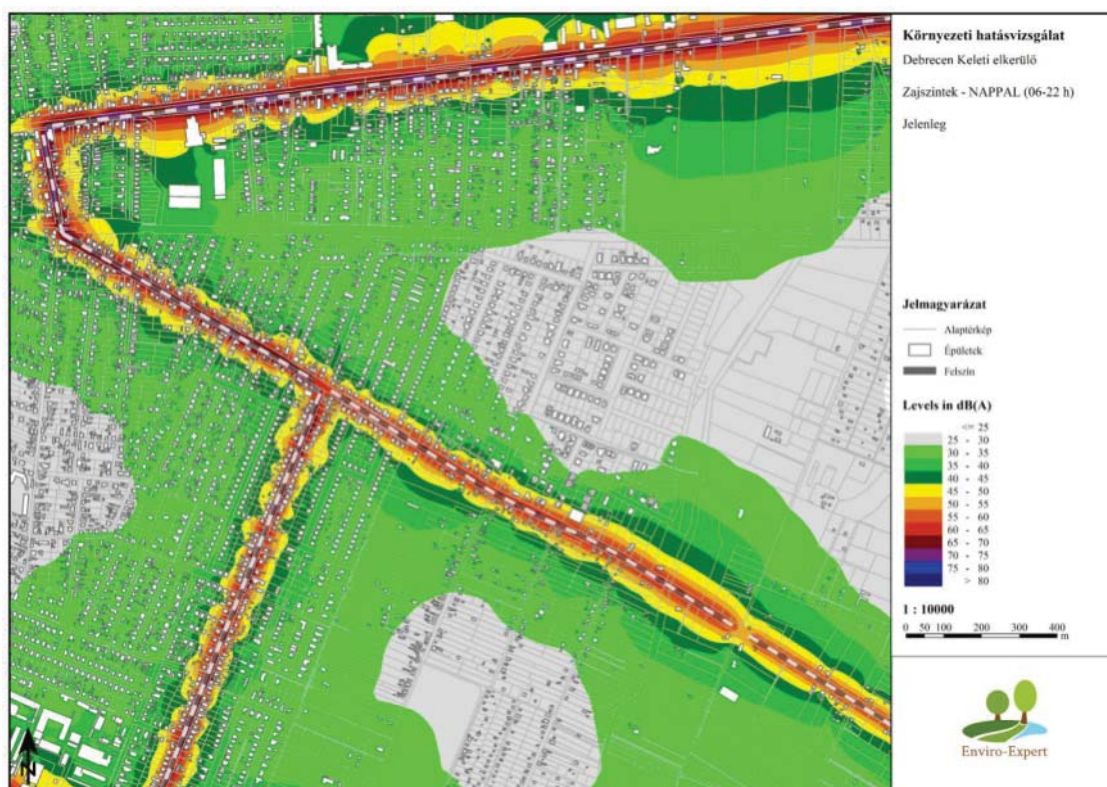 Környezeti hatásvizsgálat
Debrecen Keleti elkerülő
Zajszintek - NAPPAL (06-22 h)
Jelenleg
Jelmagyarázat
Alaptérkép
Épületek
Felszín
Levels in dB(A)
<= 25
25 - 30
30 - 35
35 - 40
40 - 45
45 - 50
50 - 55
55 - 60
60 - 65
65 - 70
70 - 75
75 - 80
> 80
1 : 10000
0 50 100 200 300 400
m
Enviro-Expert
N